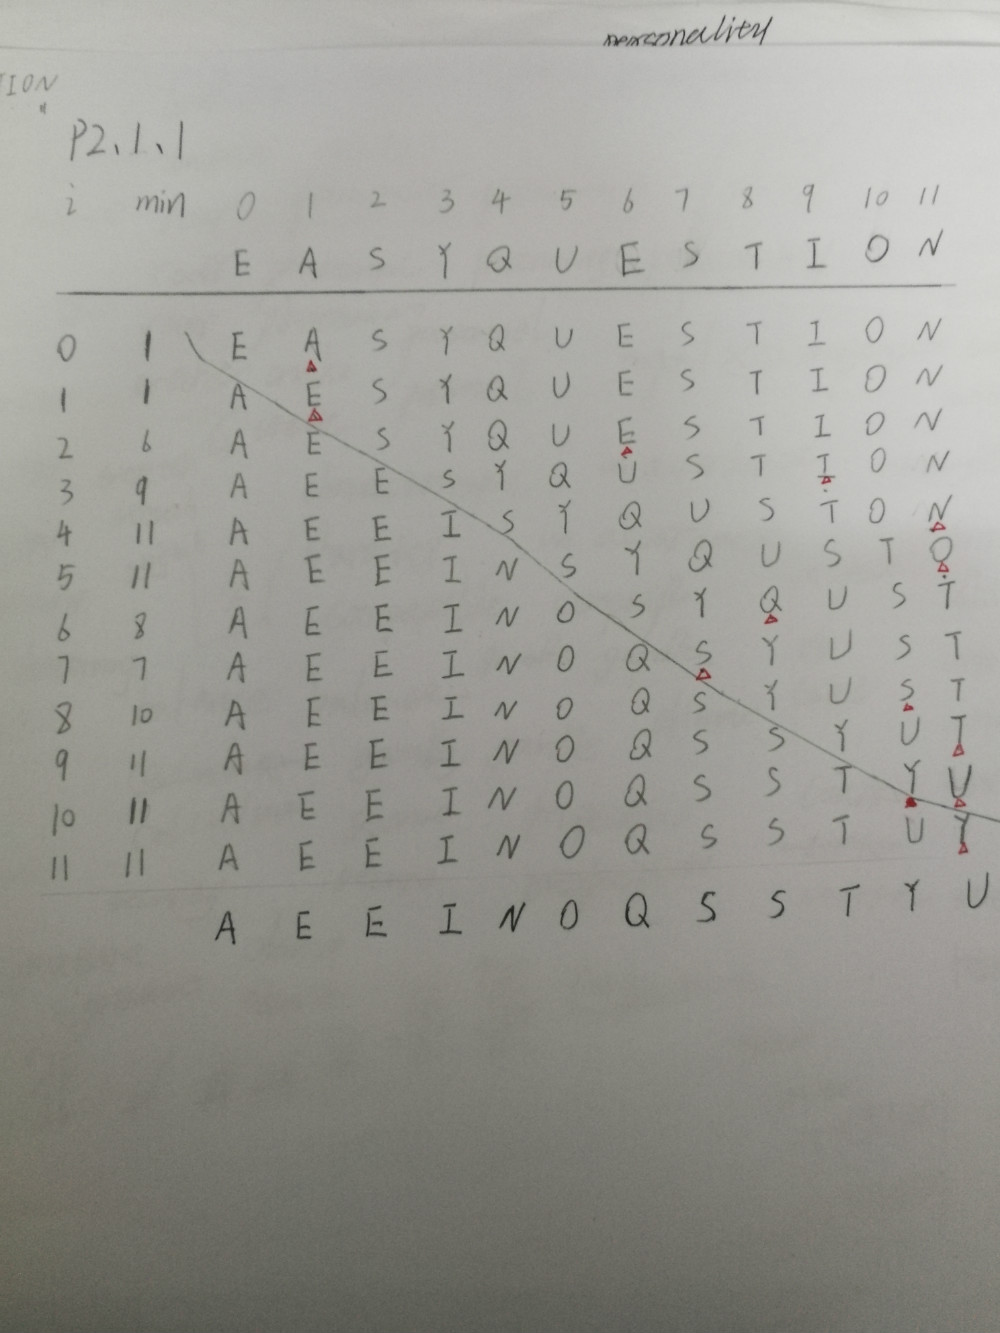 personality
TION
"
P2.1.1
i min 0 1 2 3 4 5 6 7 8 9 10 11
E A S Y Q U E S T I O N
0 1 E A S Y Q U E S T I O N
1 1 A E S Y Q U E S T I O N
2 6 A E S Y Q U E S T I O N
3 9 A E E S Y Q U S T I O N
4 11 A E E I S Y Q U S T O N
5 11 A E E I N S Y Q U S T O
6 8 A E E I N O S Y Q U S T
7 7 A E E I N O Q S Y U S T
8 10 A E E I N O Q S Y U S T
9 11 A E E I N O Q S S Y U T
10 11 A E E I N O Q S S T Y U
11 11 A E E I N O Q S S T U Y
A E E I N O Q S S T Y U